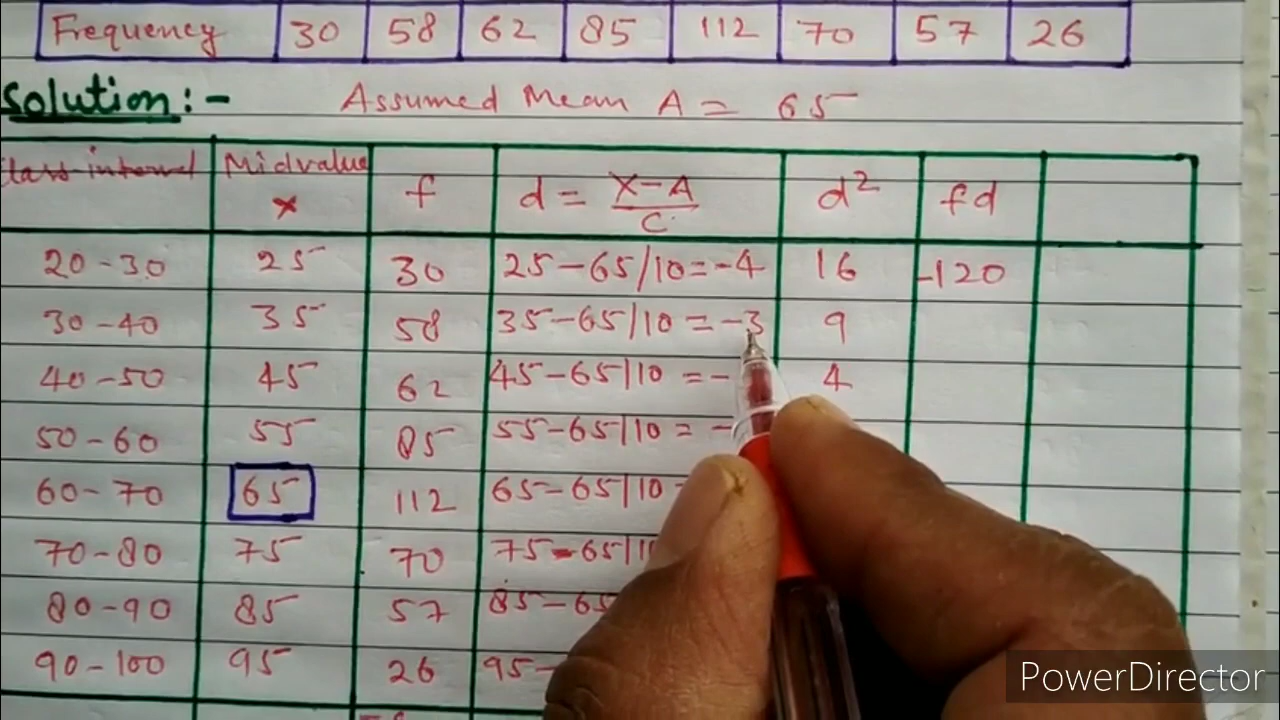 Frequency 30 58 62 85 112 70 57 26
Solution:- Assumed Mean A = 65
Class interval Midvalue x f d = X-A/C d² fd
20-30 25 30 25-65/10=-4 16 -120
30-40 35 58 35-65/10=-3 9
40-50 45 62 45-65/10 =- 4
50-60 55 85 55-65/10 =-
60-70 65 112 65-65/10
70-80 75 70 75-65/10
80-90 85 57 85-65
90-100 95 26 95-
PowerDirector